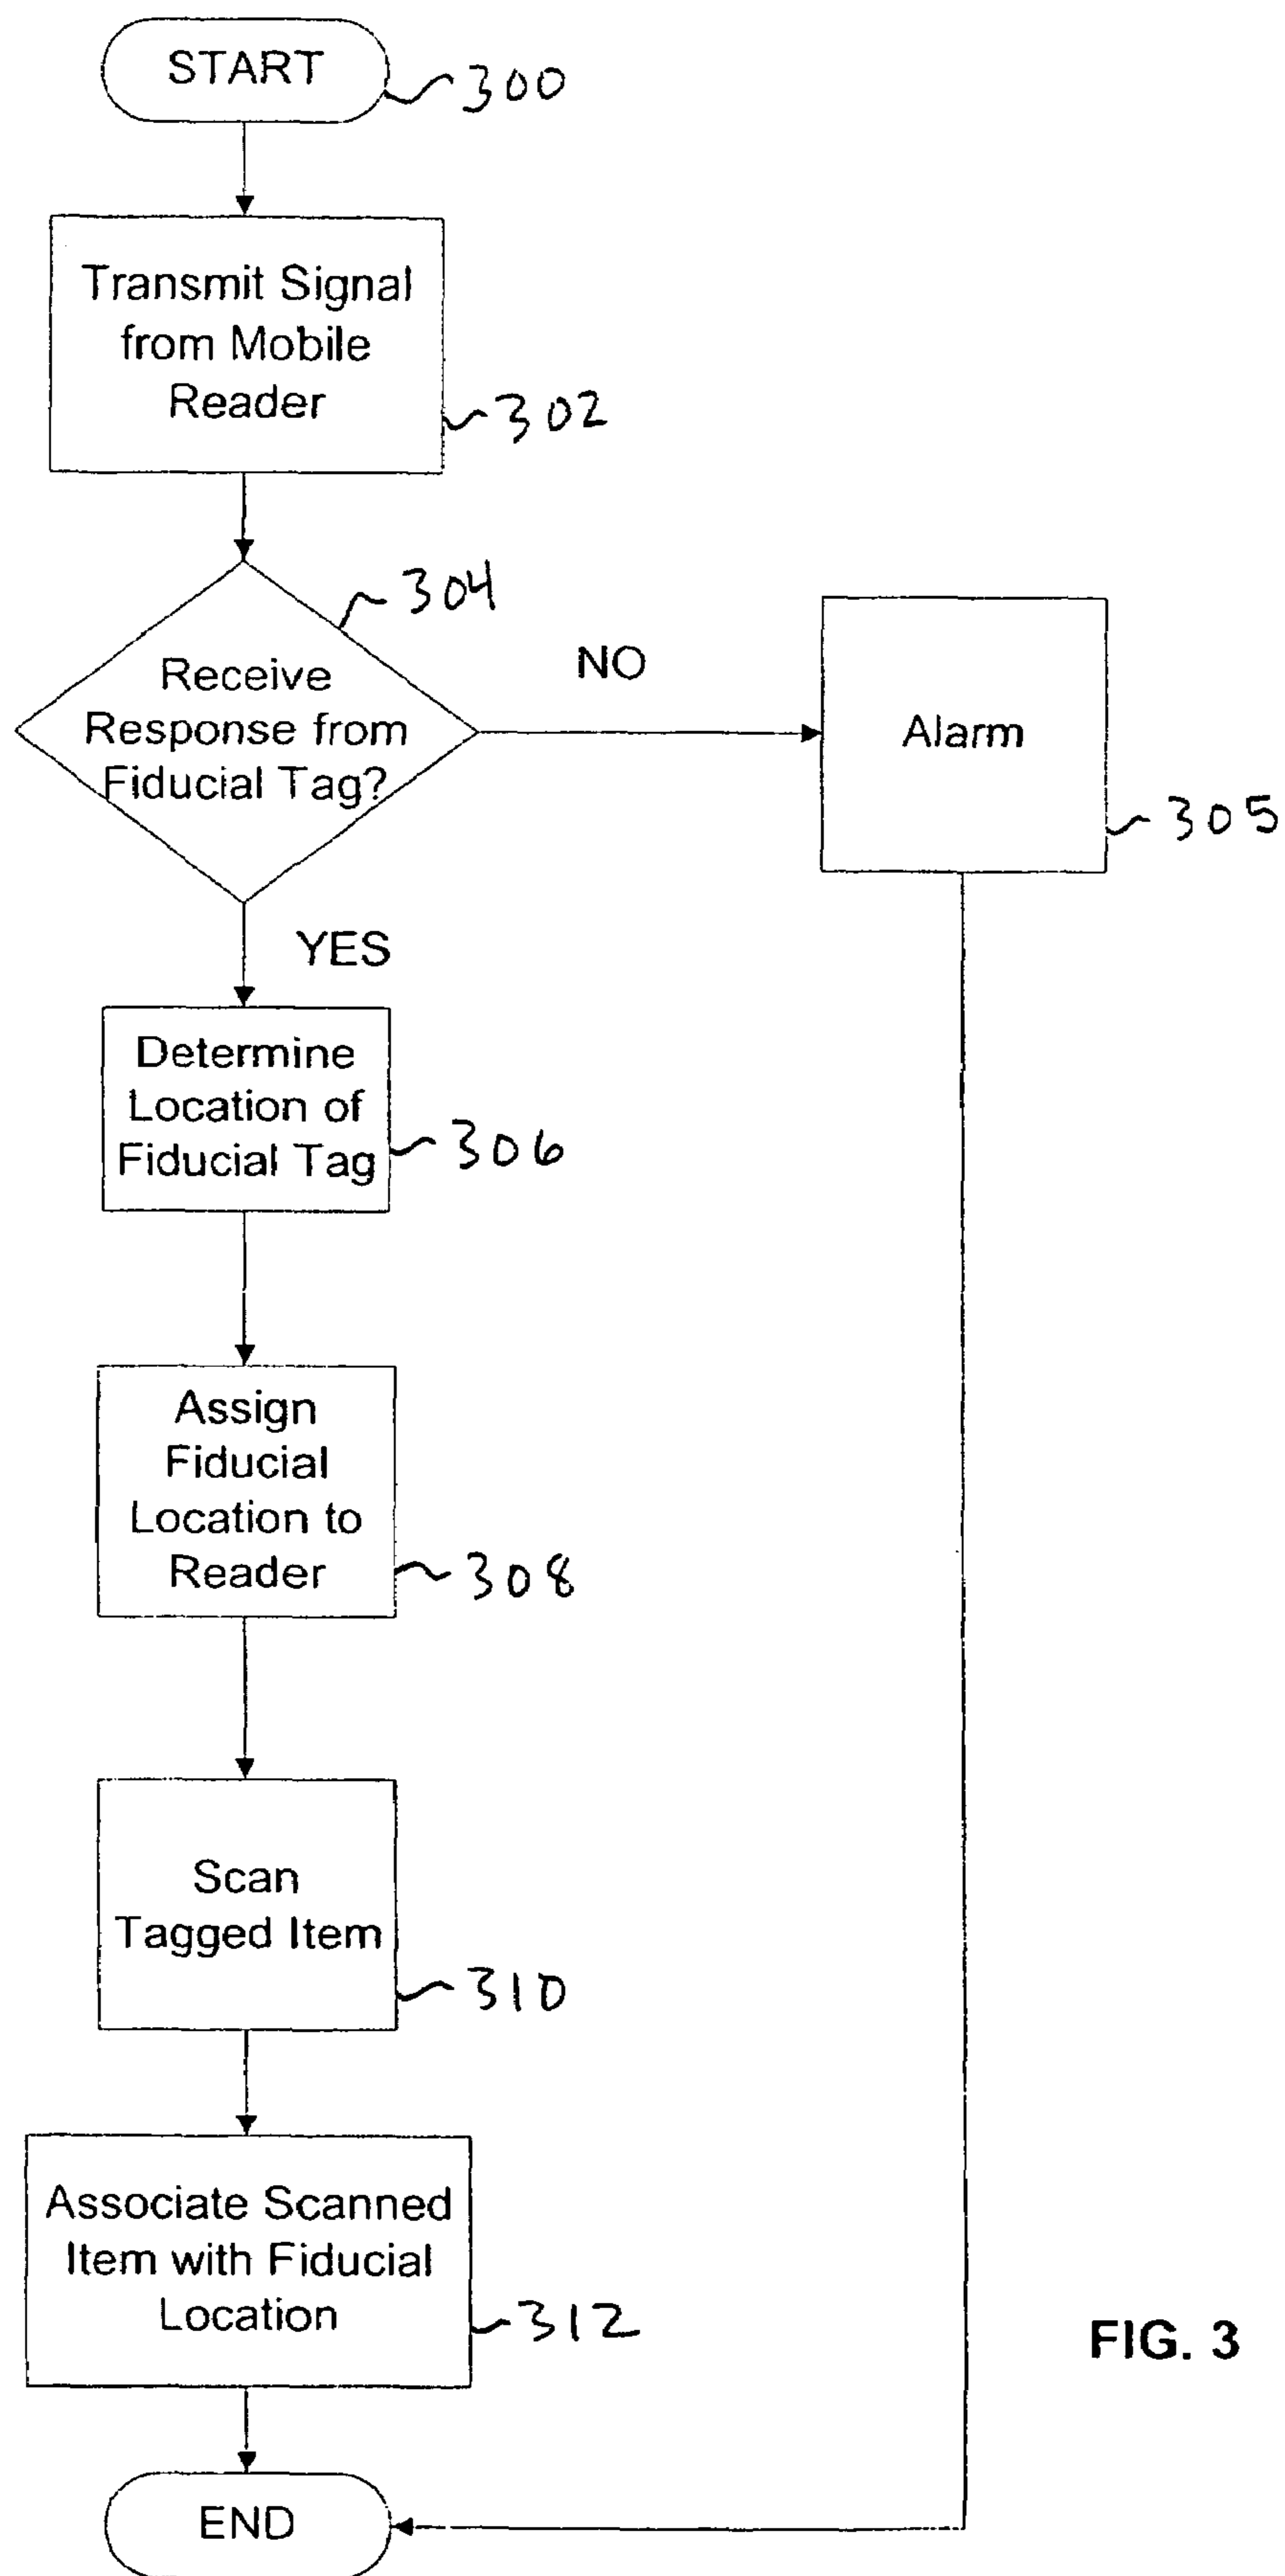 START
300
Transmit Signal
from Mobile
Reader
302
304
Receive
Response from
Fiducial Tag?
NO
Alarm
305
YES
Determine
Location of
Fiducial Tag
306
Assign
Fiducial
Location to
Reader
308
Scan
Tagged Item
310
Associate Scanned
Item with Fiducial
Location
312
FIG. 3
END